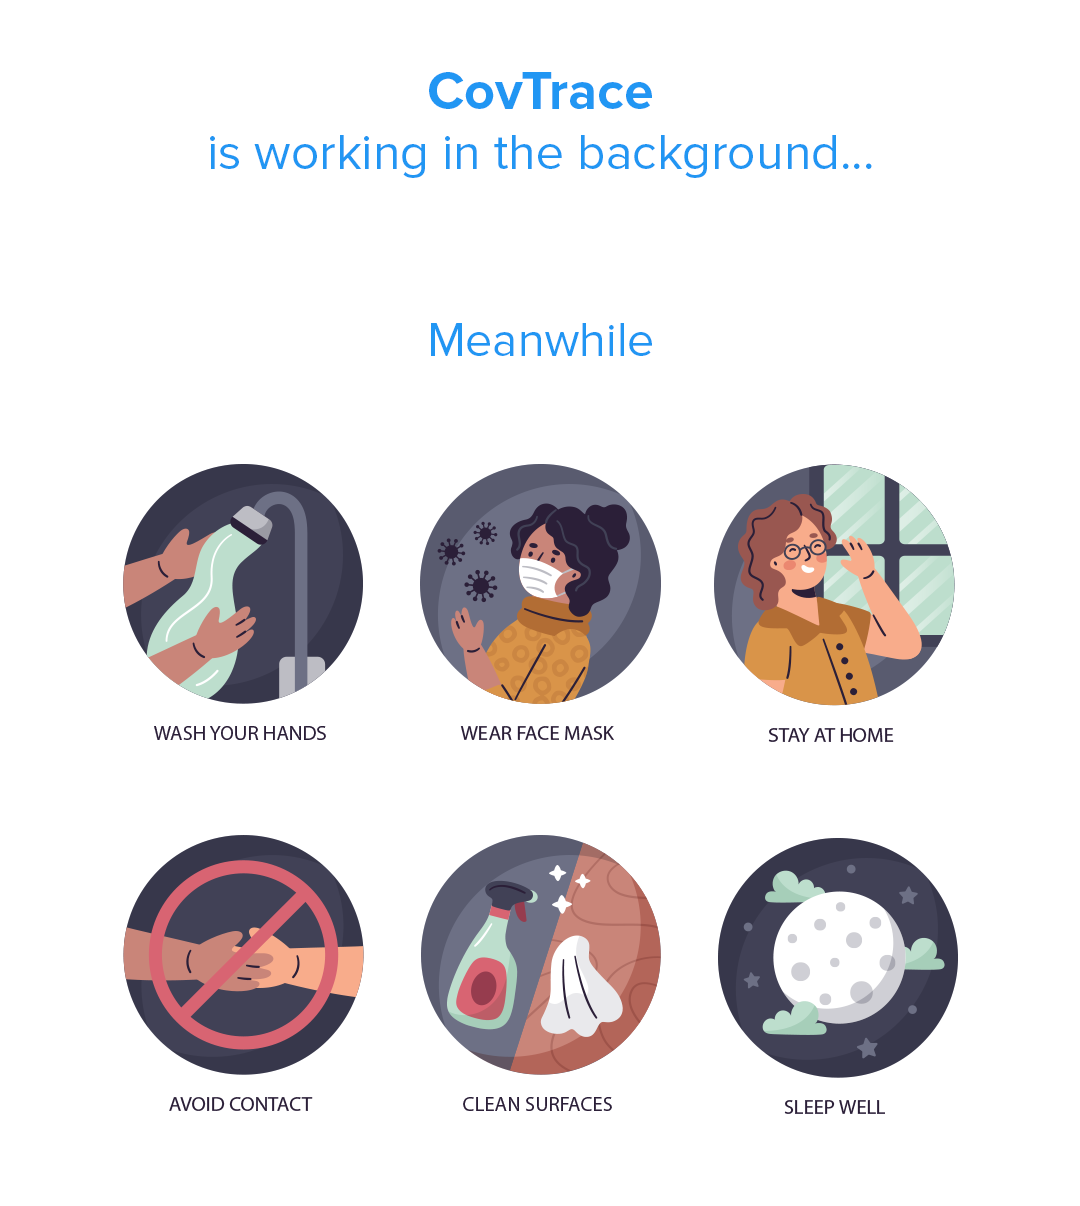 CovTrace
is working in the background...
Meanwhile
WASH YOUR HANDS
WEAR FACE MASK
STAY AT HOME
AVOID CONTACT
CLEAN SURFACES
SLEEP WELL